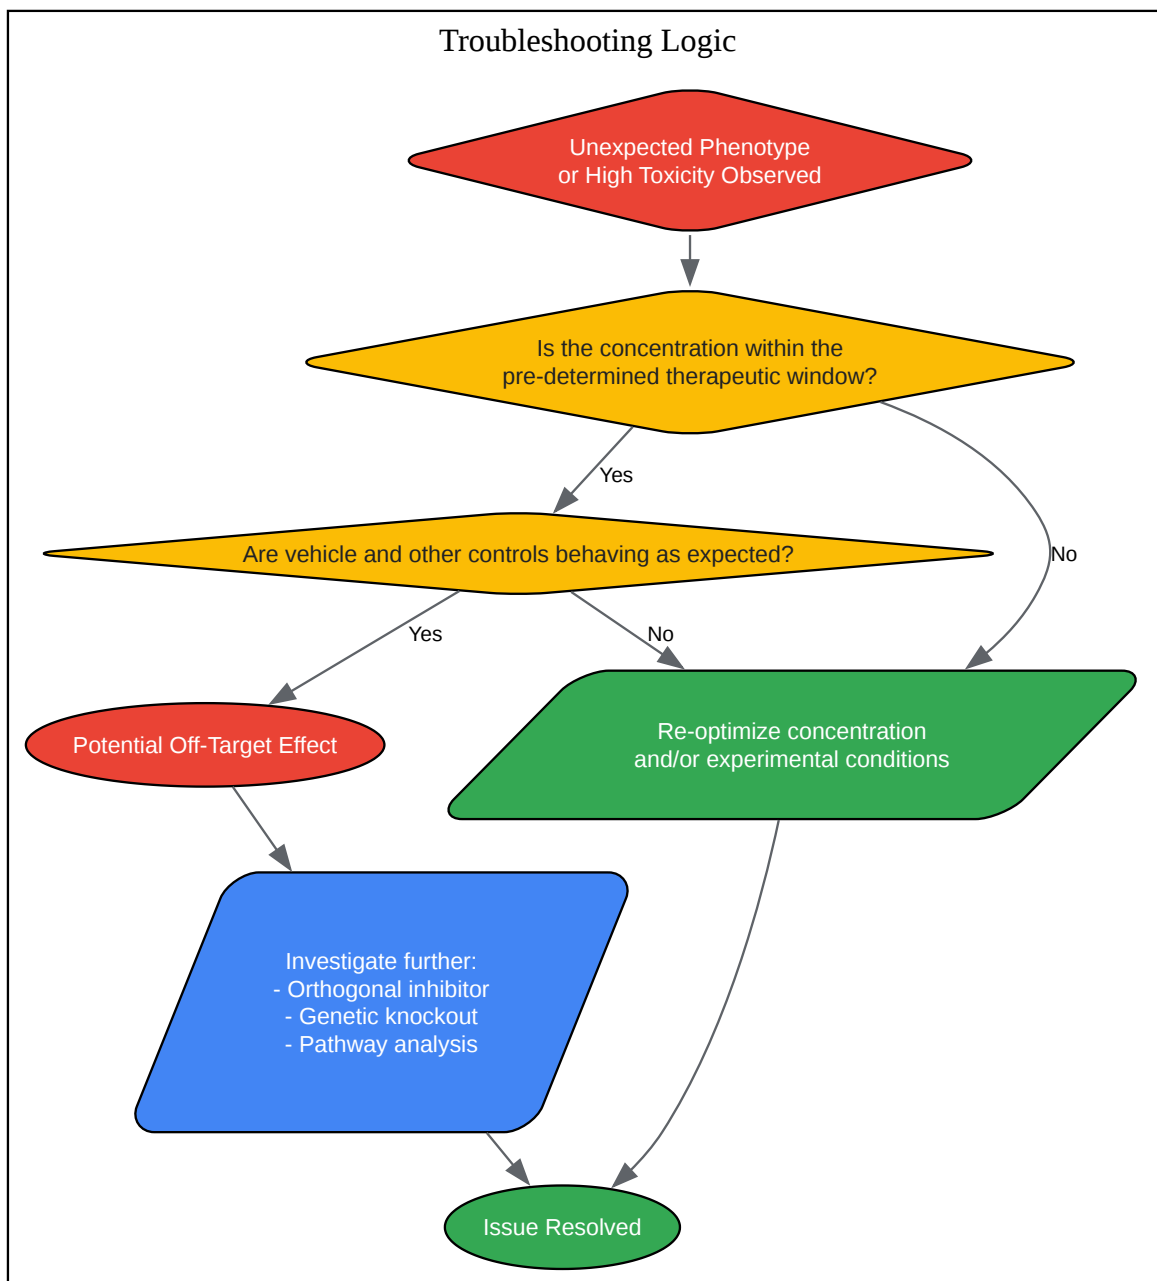 Troubleshooting Logic
Unexpected Phenotype
or High Toxicity Observed
Is the concentration within the
pre-determined therapeutic window?
Yes
No
Are vehicle and other controls behaving as expected?
Yes
No
Potential Off-Target Effect
Re-optimize concentration
and/or experimental conditions
Investigate further:
- Orthogonal inhibitor
- Genetic knockout
- Pathway analysis
Issue Resolved